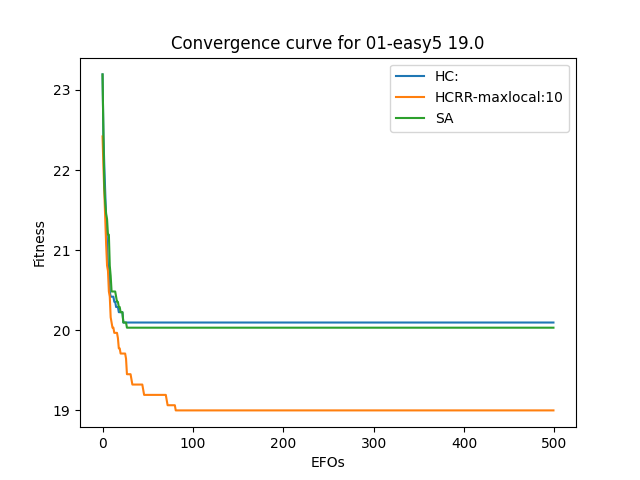 Convergence curve for 01-easy5 19.0
HC:
HCRR-maxlocal:10
SA
23
22
21
20
19
Fitness
0 100 200 300 400 500
EFOs